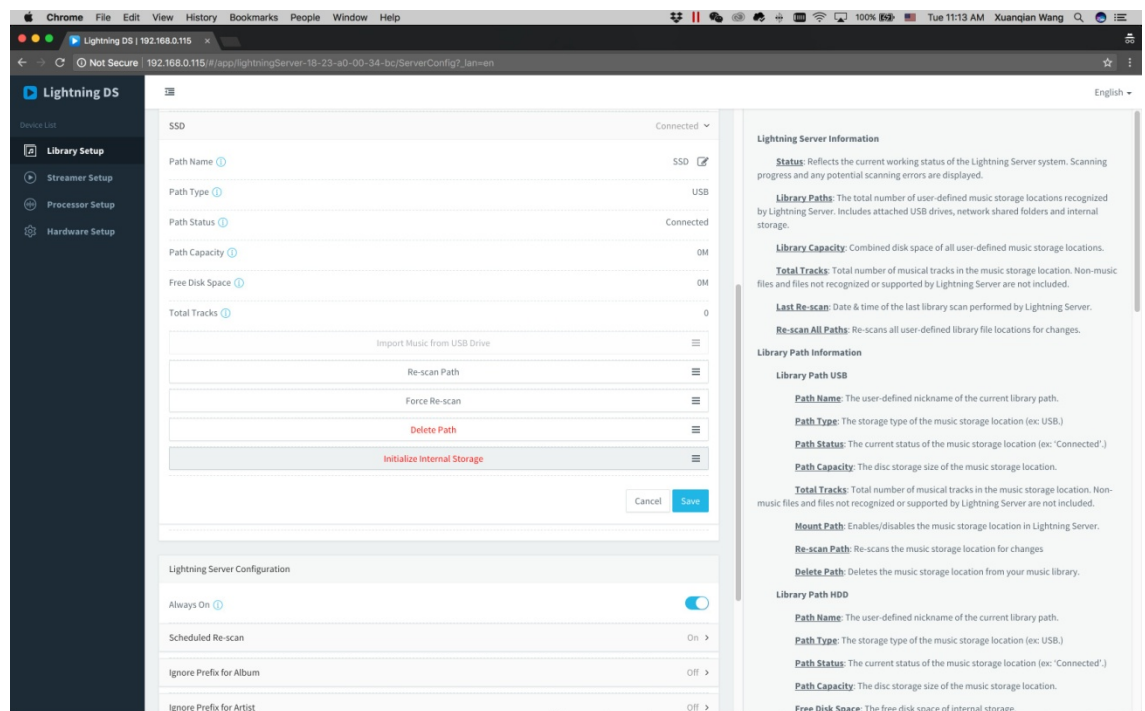 Chrome File Edit View History Bookmarks People Window Help
100% Tue 11:13 AM Xuanqian Wang
Lightning DS | 192.168.0.115 ×
Not Secure | 192.168.0.115/#/app/lightningServer-18-23-a0-00-34-bc/ServerConfig?_lan=en
Lightning DS
English
Device List
Library Setup
Streamer Setup
Processor Setup
Hardware Setup
SSD Connected
Path Name SSD
Path Type USB
Path Status Connected
Path Capacity 0M
Free Disk Space 0M
Total Tracks 0
Import Music from USB Drive
Re-scan Path
Force Re-scan
Delete Path
Initialize Internal Storage
Cancel Save
Lightning Server Configuration
Always On
Scheduled Re-scan On >
Ignore Prefix for Album Off >
Ignore Prefix for Artist Off >
Lightning Server Information
Status: Reflects the current working status of the Lightning Server system. Scanning
progress and any potential scanning errors are displayed.
Library Paths: The total number of user-defined music storage locations recognized
by Lightning Server. Includes attached USB drives, network shared folders and internal
storage.
Library Capacity: Combined disk space of all user-defined music storage locations.
Total Tracks: Total number of musical tracks in the music storage location. Non-music
files and files not recognized or supported by Lightning Server are not included.
Last Re-scan: Date & time of the last library scan performed by Lightning Server.
Re-scan All Paths: Re-scans all user-defined library file locations for changes.
Library Path Information
Library Path USB
Path Name: The user-defined nickname of the current library path.
Path Type: The storage type of the music storage location (ex: USB.)
Path Status: The current status of the music storage location (ex: 'Connected'.)
Path Capacity: The disc storage size of the music storage location.
Total Tracks: Total number of musical tracks in the music storage location. Non-
music files and files not recognized or supported by Lightning Server are not included.
Mount Path: Enables/disables the music storage location in Lightning Server.
Re-scan Path: Re-scans the music storage location for changes
Delete Path: Deletes the music storage location from your music library.
Library Path HDD
Path Name: The user-defined nickname of the current library path.
Path Type: The storage type of the music storage location (ex: USB.)
Path Status: The current status of the music storage location (ex: 'Connected'.)
Path Capacity: The disc storage size of the music storage location.
Free Disk Space: The free disk space of internal storage.